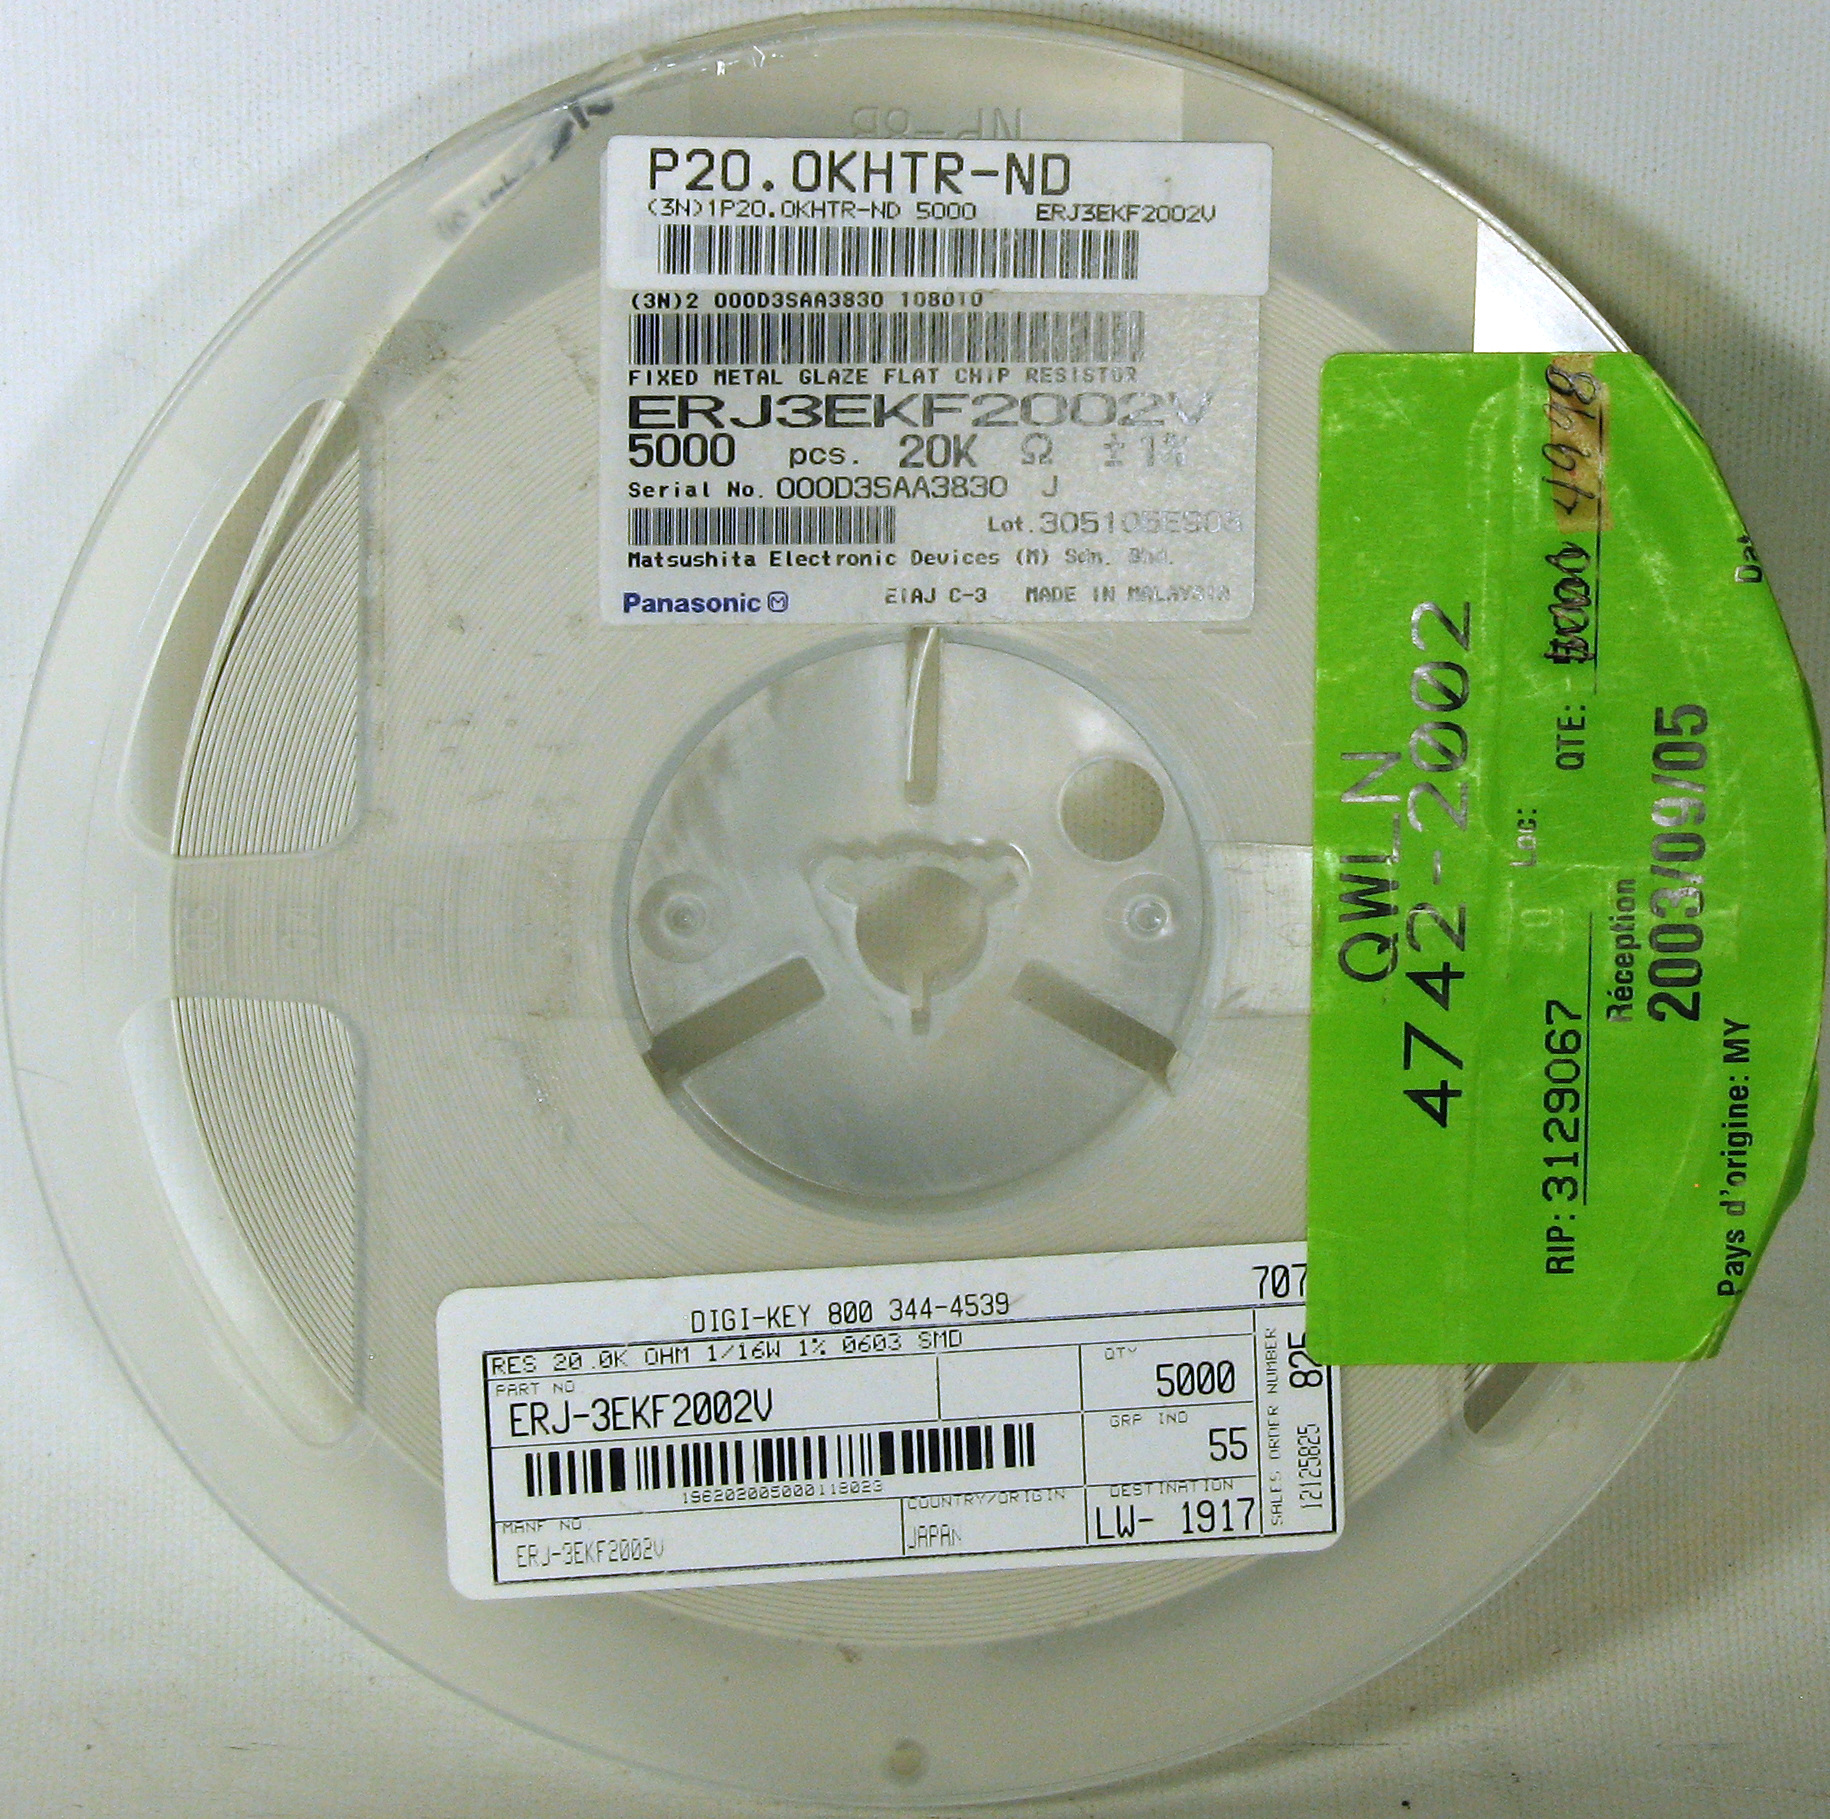 P20.0KHTR-ND
(3N)1P20.0KHTR-ND 5000 ERJ3EKF2002V
(3N)2 000D3SAA3830 108010
FIXED METAL GLAZE FLAT CHIP RESISTOR
ERJ3EKF2002V
5000 pcs. 20K Ω ±1%
Serial No. 000D3SAA3830 J
Lot.305105ES05
Matsushita Electronic Devices (M) Sdn. Bhd.
Panasonic M EIAJ C-3 MADE IN MALAYSIA
QWLN
4742-2002
Loc:
QTE: 4998
RIP: 3129067
Réception
2003/09/05
Pays d'origine: MY
Dat
707
DIGI-KEY 800 344-4539
RES 20.0K OHM 1/16W 1% 0603 SMD
PART NO
ERJ-3EKF2002V
QTY
5000
GRP IND
55
196202005000118023
MANF NO.
ERJ-3EKF2002V
COUNTRY/ORIGIN
JAPAN
DESTINATION
LW- 1917
SALES ORDER NUMBER
825
12125825